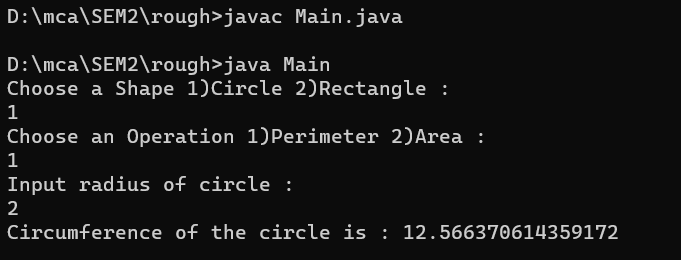 D:\mca\SEM2\rough>javac Main.java
D:\mca\SEM2\rough>java Main
Choose a Shape 1)Circle 2)Rectangle :
1
Choose an Operation 1)Perimeter 2)Area :
1
Input radius of circle :
2
Circumference of the circle is : 12.566370614359172